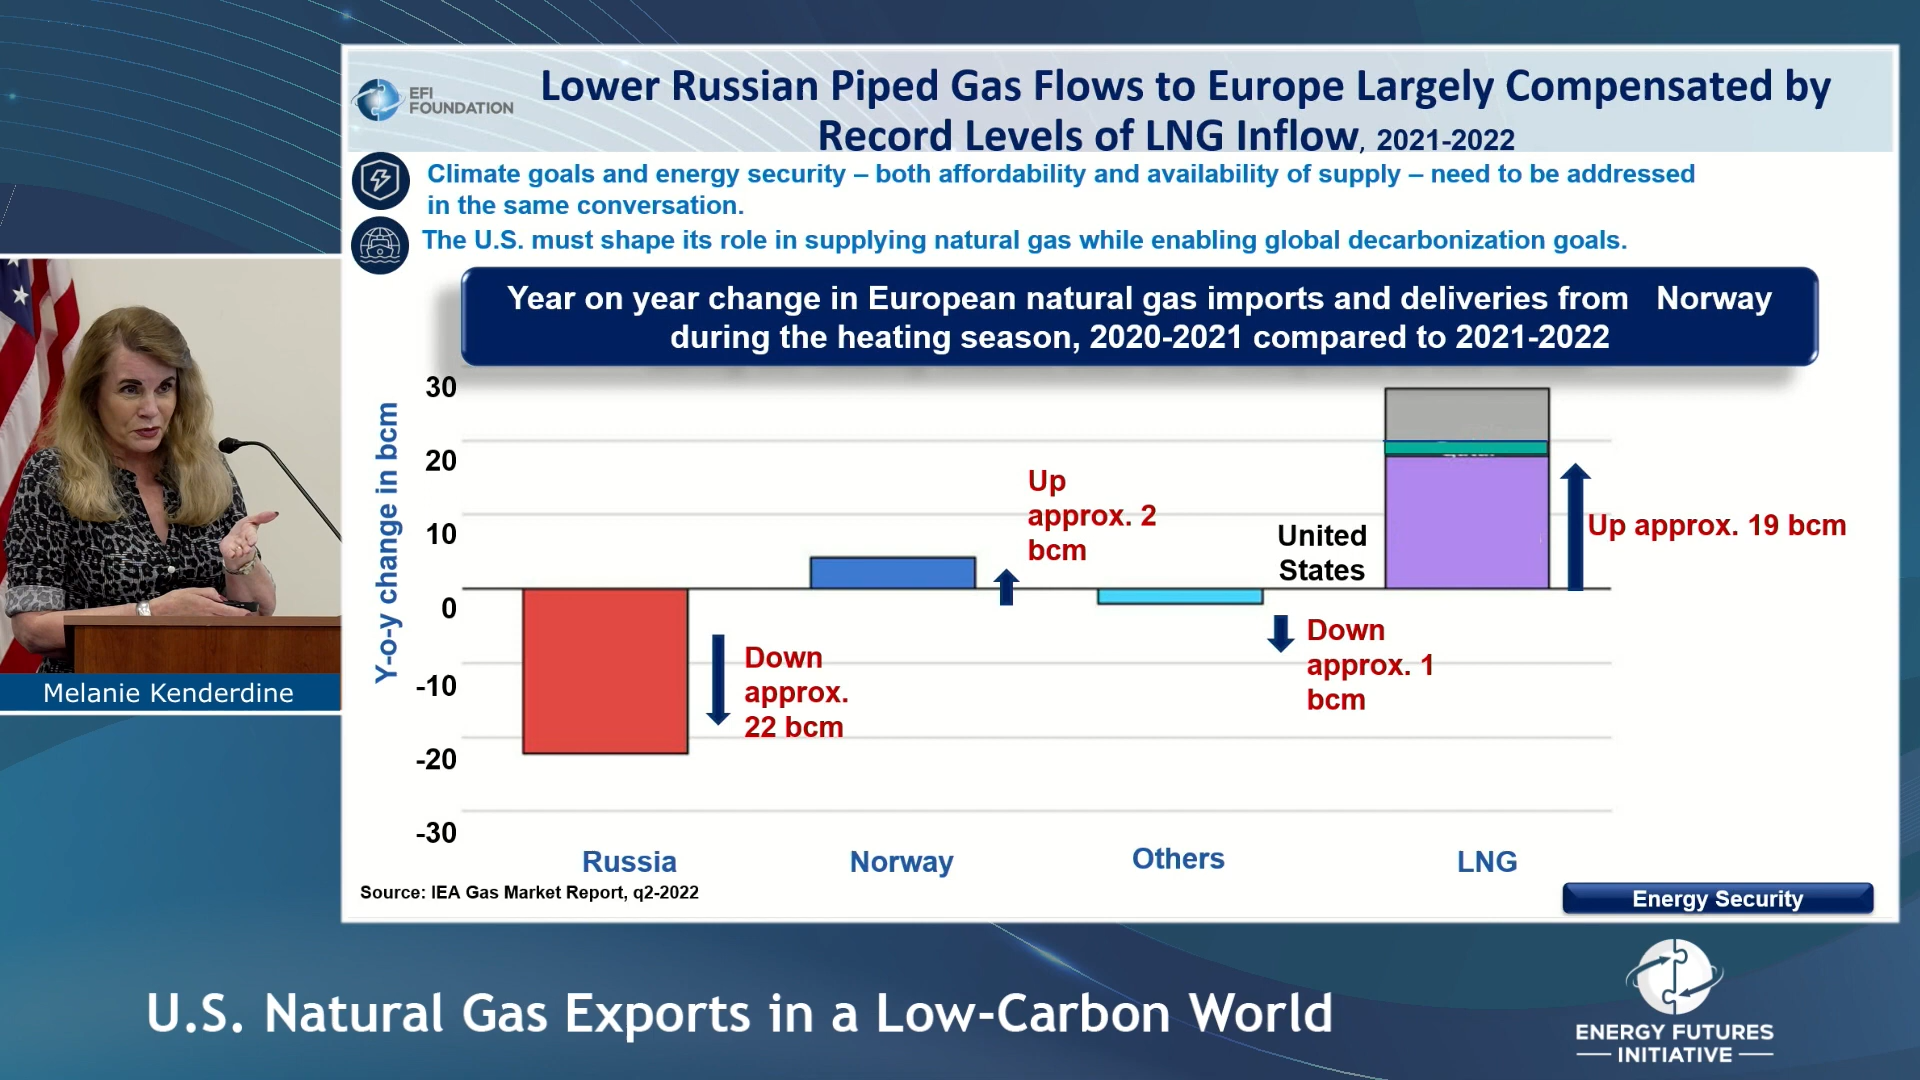 EFI
FOUNDATION
Lower Russian Piped Gas Flows to Europe Largely Compensated by
Record Levels of LNG Inflow, 2021-2022
Climate goals and energy security – both affordability and availability of supply – need to be addressed
in the same conversation.
The U.S. must shape its role in supplying natural gas while enabling global decarbonization goals.
Year on year change in European natural gas imports and deliveries from Norway
during the heating season, 2020-2021 compared to 2021-2022
Y-o-y change in bcm
30
20
10
0
-10
-20
-30
Down
approx.
22 bcm
Up
approx. 2
bcm
United
States
Down
approx. 1
bcm
Up approx. 19 bcm
Russia
Norway
Others
LNG
Source: IEA Gas Market Report, q2-2022
Energy Security
Melanie Kenderdine
U.S. Natural Gas Exports in a Low-Carbon World
ENERGY FUTURES
INITIATIVE